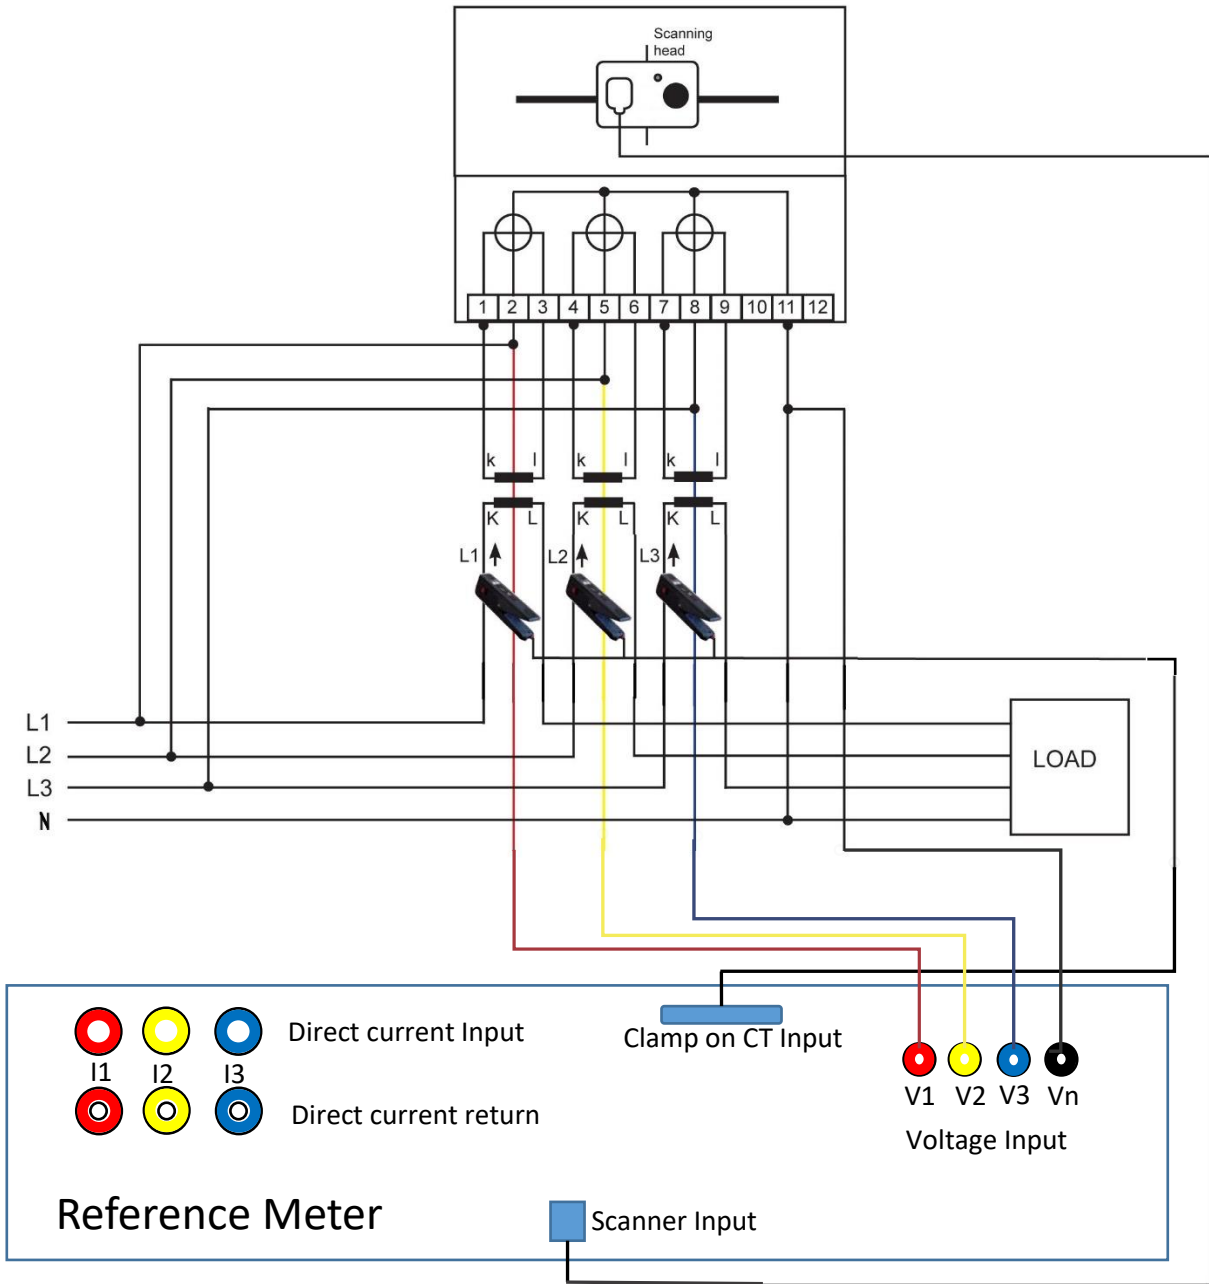 Scanning
head
1 2 3 4 5 6 7 8 9 10 11 12
k l k l k l
K L K L K L
L1 L2 L3
L1
L2
L3
N
LOAD
Direct current Input
Clamp on CT Input
I1 I2 I3
V1 V2 V3 Vn
Direct current return
Voltage Input
Reference Meter
Scanner Input